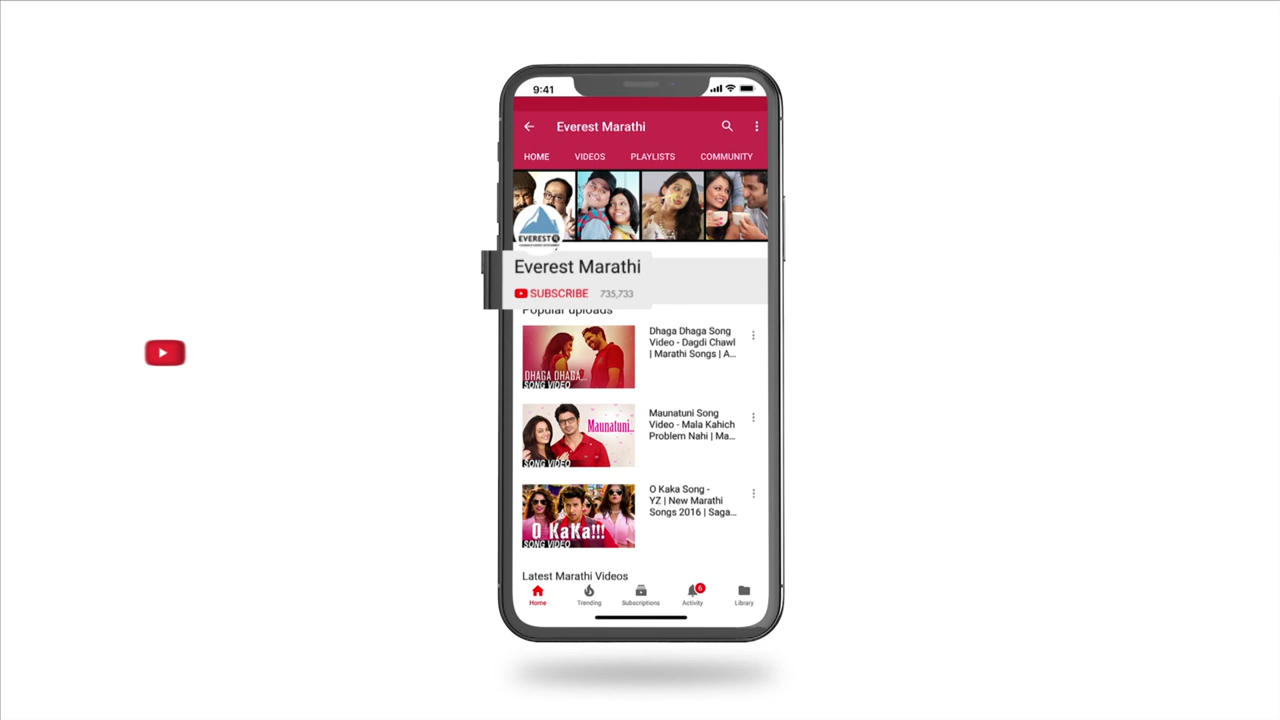 9:41
Everest Marathi
HOME VIDEOS PLAYLISTS COMMUNITY
EVEREST
Everest Marathi
SUBSCRIBE 735,733
Popular uploads
DHAGA DHAGA...
SONG VIDEO
Dhaga Dhaga Song
Video - Dagdi Chawl
| Marathi Songs | A...
Maunatuni..
SONG VIDEO
Maunatuni Song
Video - Mala Kahich
Problem Nahi | Ma...
O KaKa!!!
SONG VIDEO
O Kaka Song -
YZ | New Marathi
Songs 2016 | Saga...
Latest Marathi Videos
6
Home Trending Subscriptions Activity Library